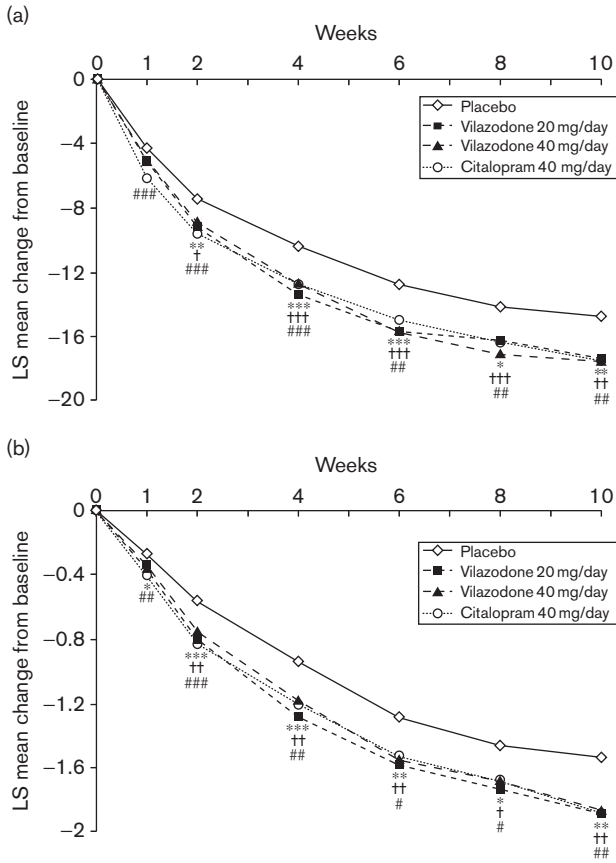 (a)
Weeks
0 1 2 4 6 8 10
0
−4
−8
−12
−16
−20
LS mean change from baseline
Placebo
Vilazodone 20 mg/day
Vilazodone 40 mg/day
Citalopram 40 mg/day
###
**
†
###
***
†††
###
***
†††
##
*
†††
##
**
††
##
(b)
Weeks
0 1 2 4 6 8 10
0
−0.4
−0.8
−1.2
−1.6
−2
LS mean change from baseline
Placebo
Vilazodone 20 mg/day
Vilazodone 40 mg/day
Citalopram 40 mg/day
*
##
***
††
###
***
††
##
**
††
#
*
†
#
**
††
##